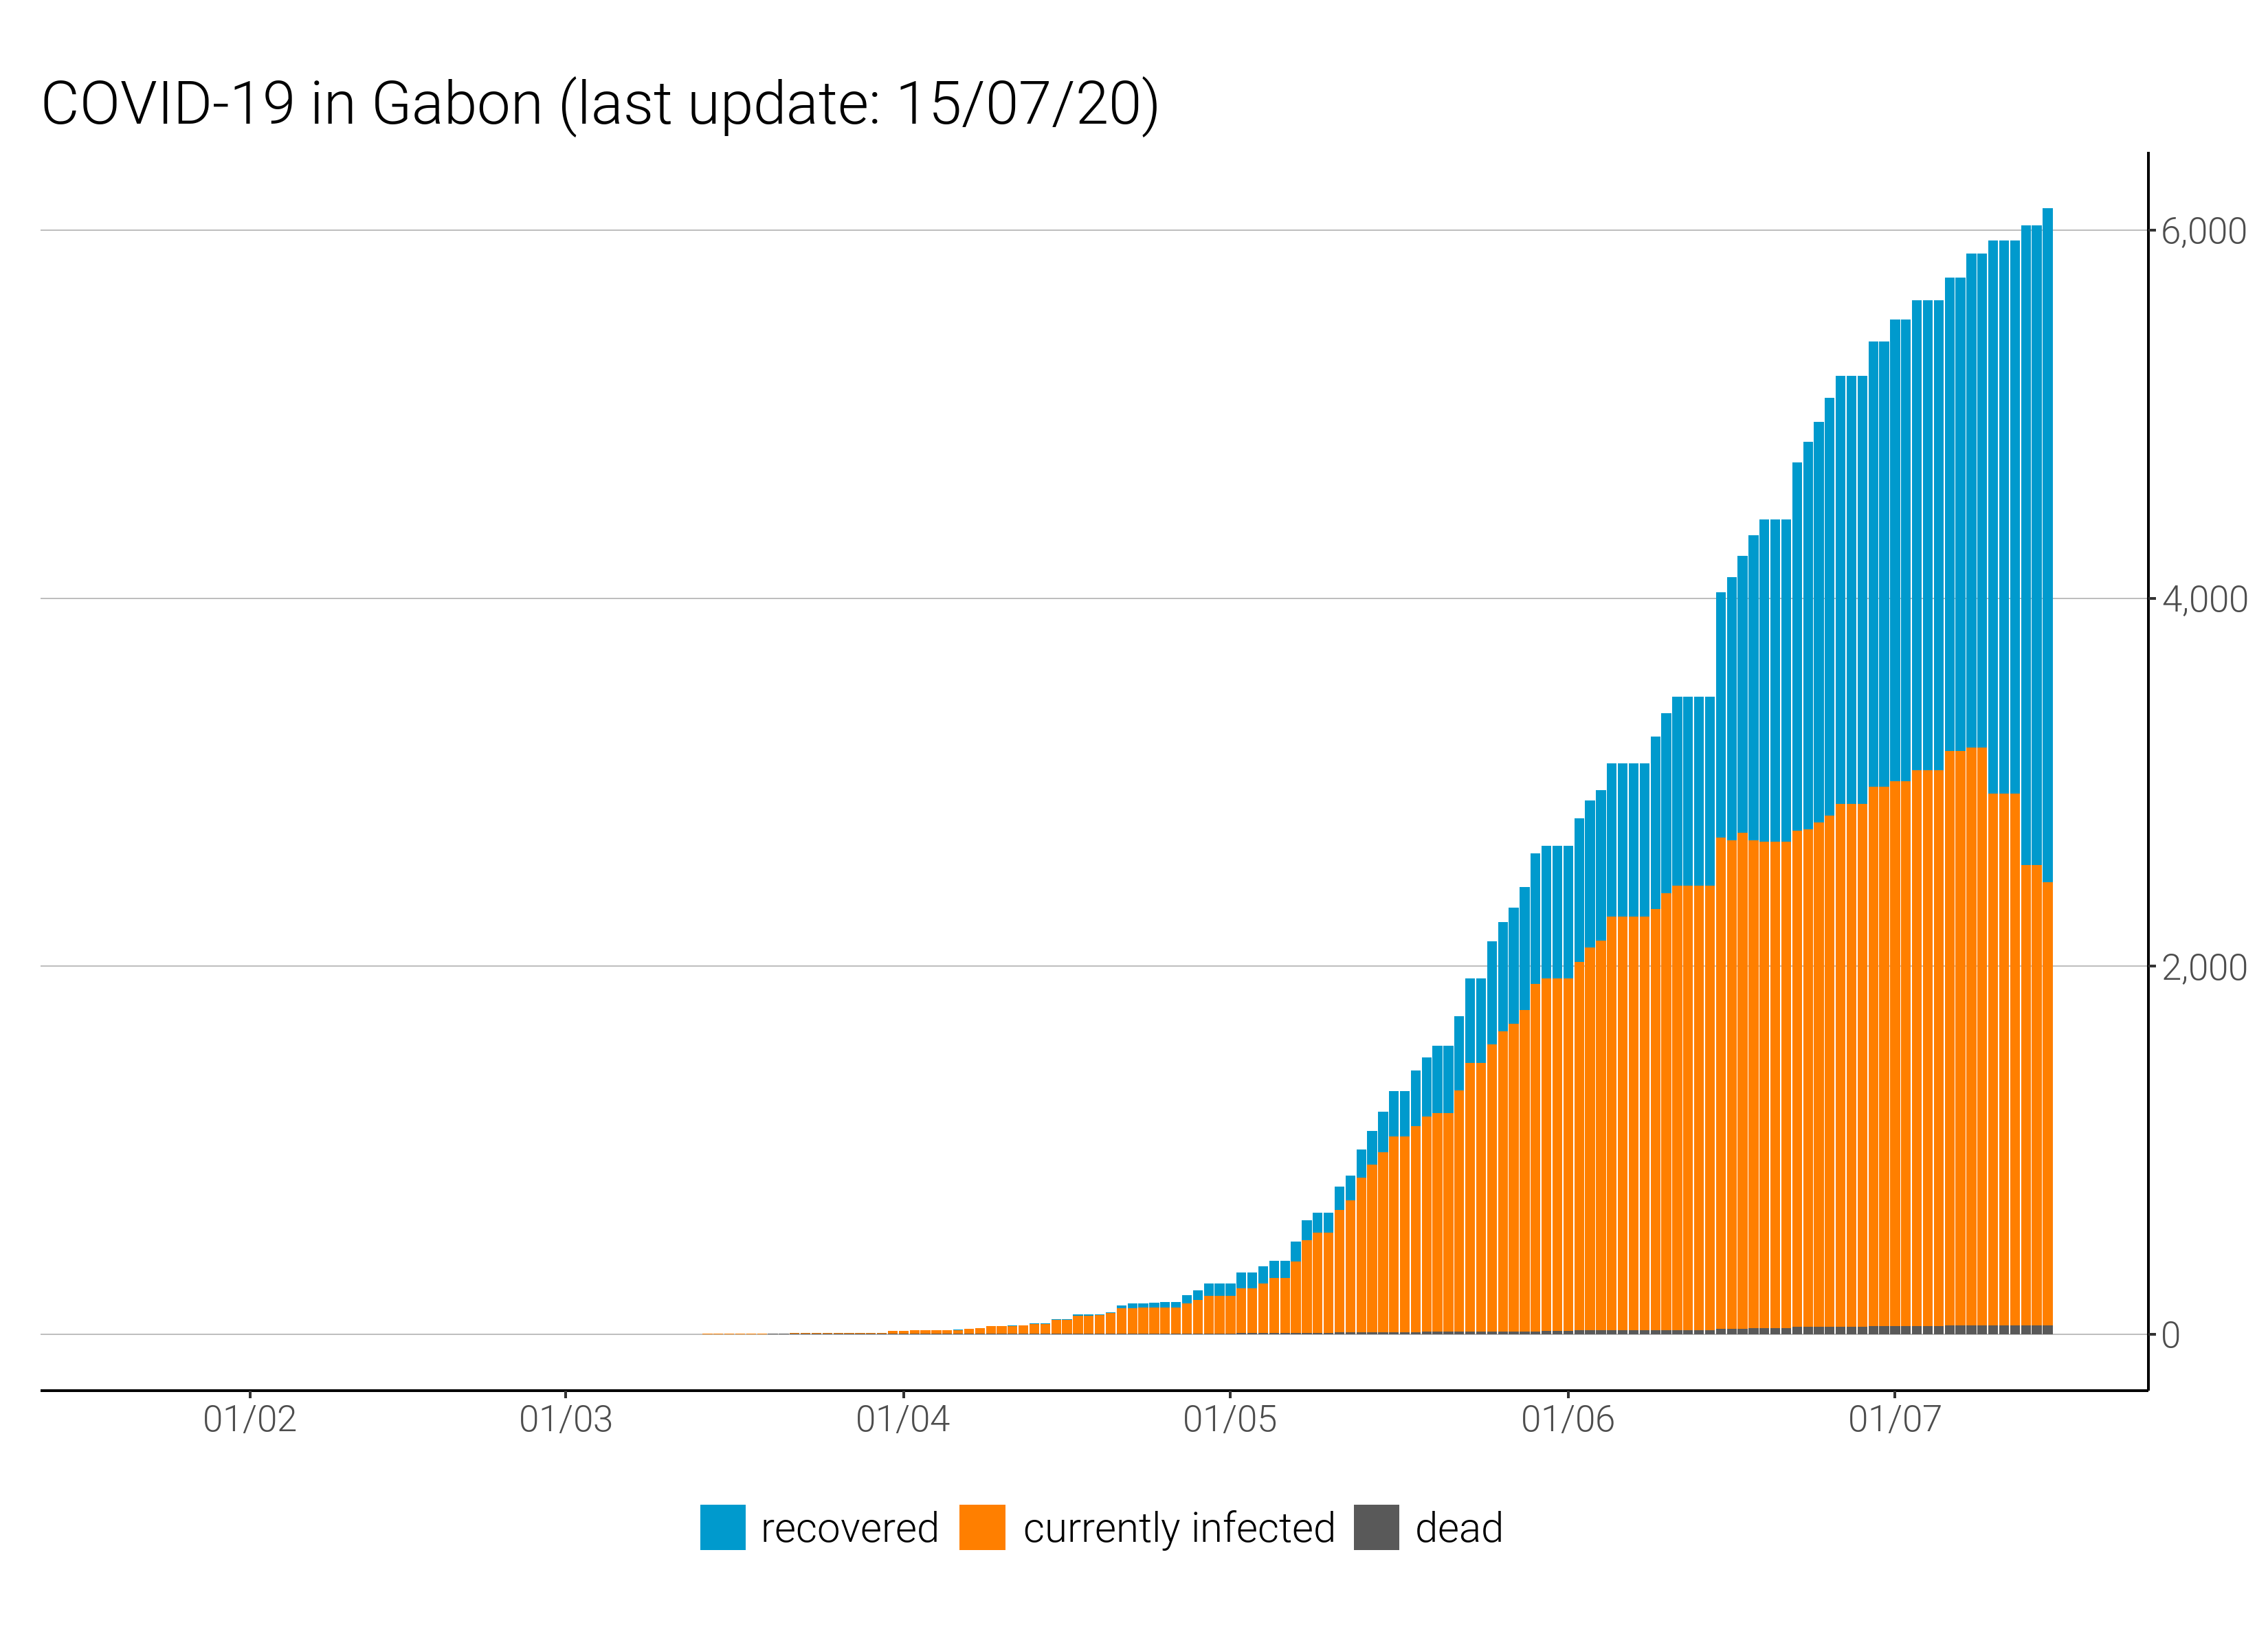 COVID-19 in Gabon (last update: 15/07/20)
6,000
4,000
2,000
0
01/02 01/03 01/04 01/05 01/06 01/07
recovered currently infected dead